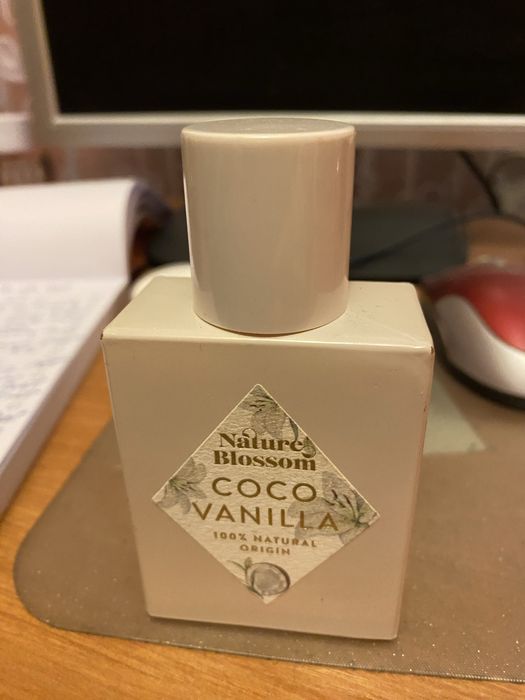 Nature
Blossom
COCO
VANILLA
100% NATURAL
ORIGIN